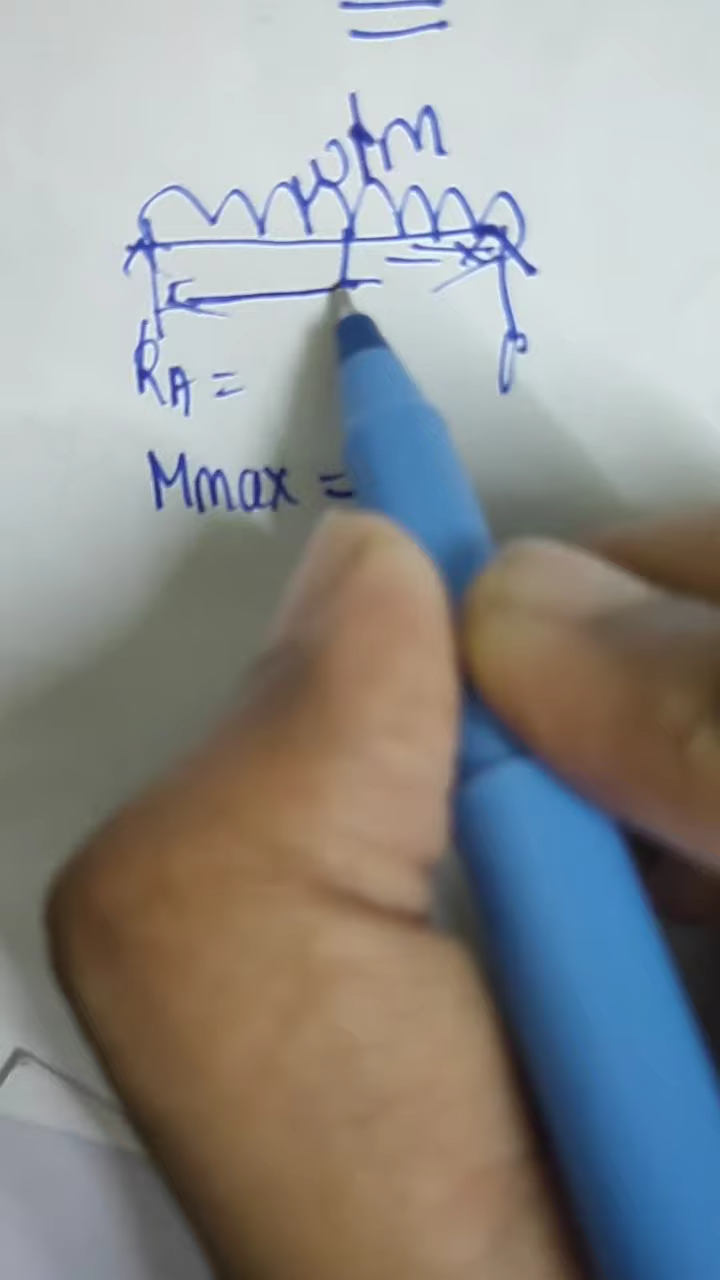 w/m
RA =
Mmax =